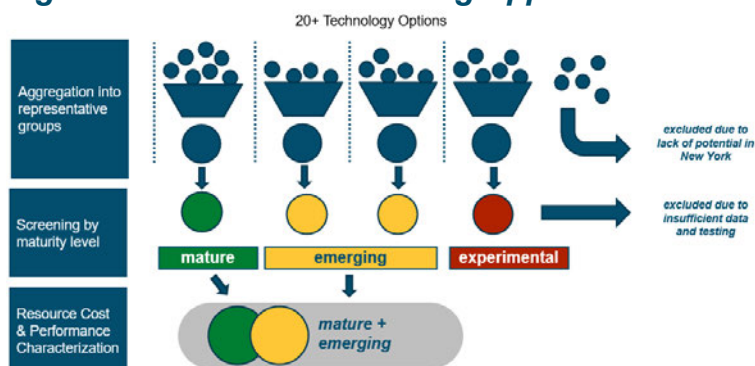 20+ Technology Options
Aggregation into
representative
groups
excluded due to
lack of potential in
New York
Screening by
maturity level
excluded due to
insufficient data
and testing
mature
emerging
experimental
Resource Cost
& Performance
Characterization
mature +
emerging